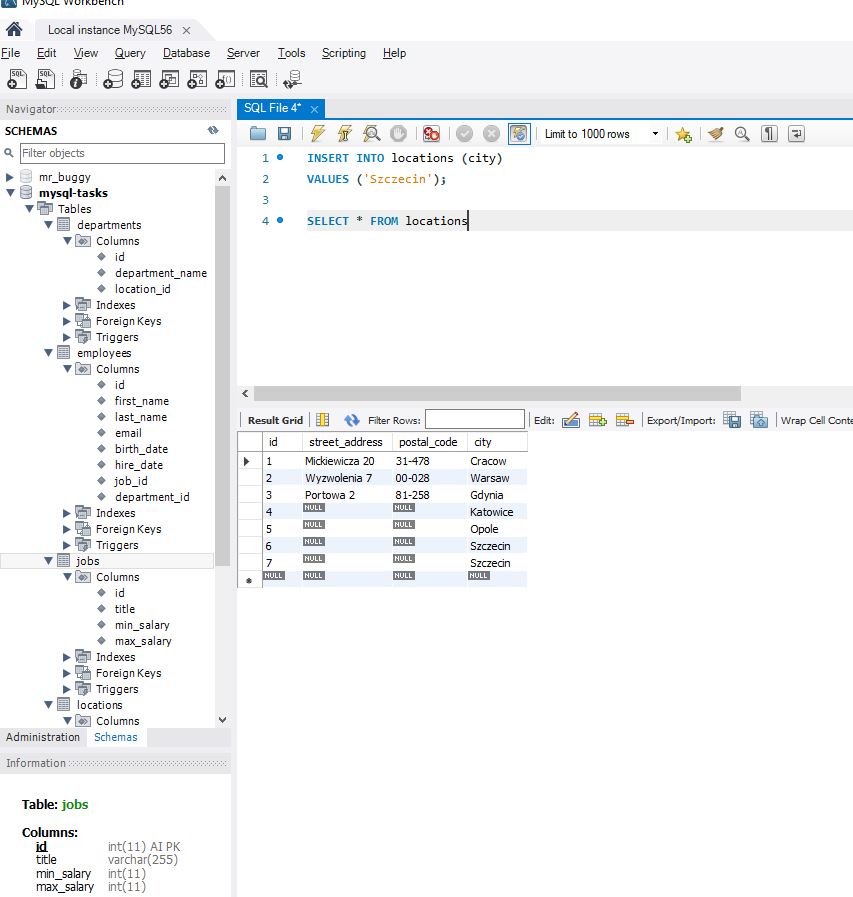 MySQL Workbench
Local instance MySQL56 ×
File Edit View Query Database Server Tools Scripting Help
Navigator
SQL File 4* ×
SCHEMAS
Limit to 1000 rows
Filter objects
1 INSERT INTO locations (city)
2 VALUES ('Szczecin');
3
4 SELECT * FROM locations
mr_buggy
mysql-tasks
Tables
departments
Columns
id
department_name
location_id
Indexes
Foreign Keys
Triggers
employees
Columns
id
first_name
last_name
email
birth_date
hire_date
job_id
department_id
Indexes
Foreign Keys
Triggers
jobs
Columns
id
title
min_salary
max_salary
Indexes
Foreign Keys
Triggers
locations
Columns
Result Grid Filter Rows: Edit: Export/Import: Wrap Cell Conte
id street_address postal_code city
1 Mickiewicza 20 31-478 Cracow
2 Wyzwolenia 7 00-028 Warsaw
3 Portowa 2 81-258 Gdynia
4 NULL NULL Katowice
5 NULL NULL Opole
6 NULL NULL Szczecin
7 NULL NULL Szczecin
NULL NULL NULL NULL
Administration Schemas
Information
Table: jobs
Columns:
id int(11) AI PK
title varchar(255)
min_salary int(11)
max_salary int(11)